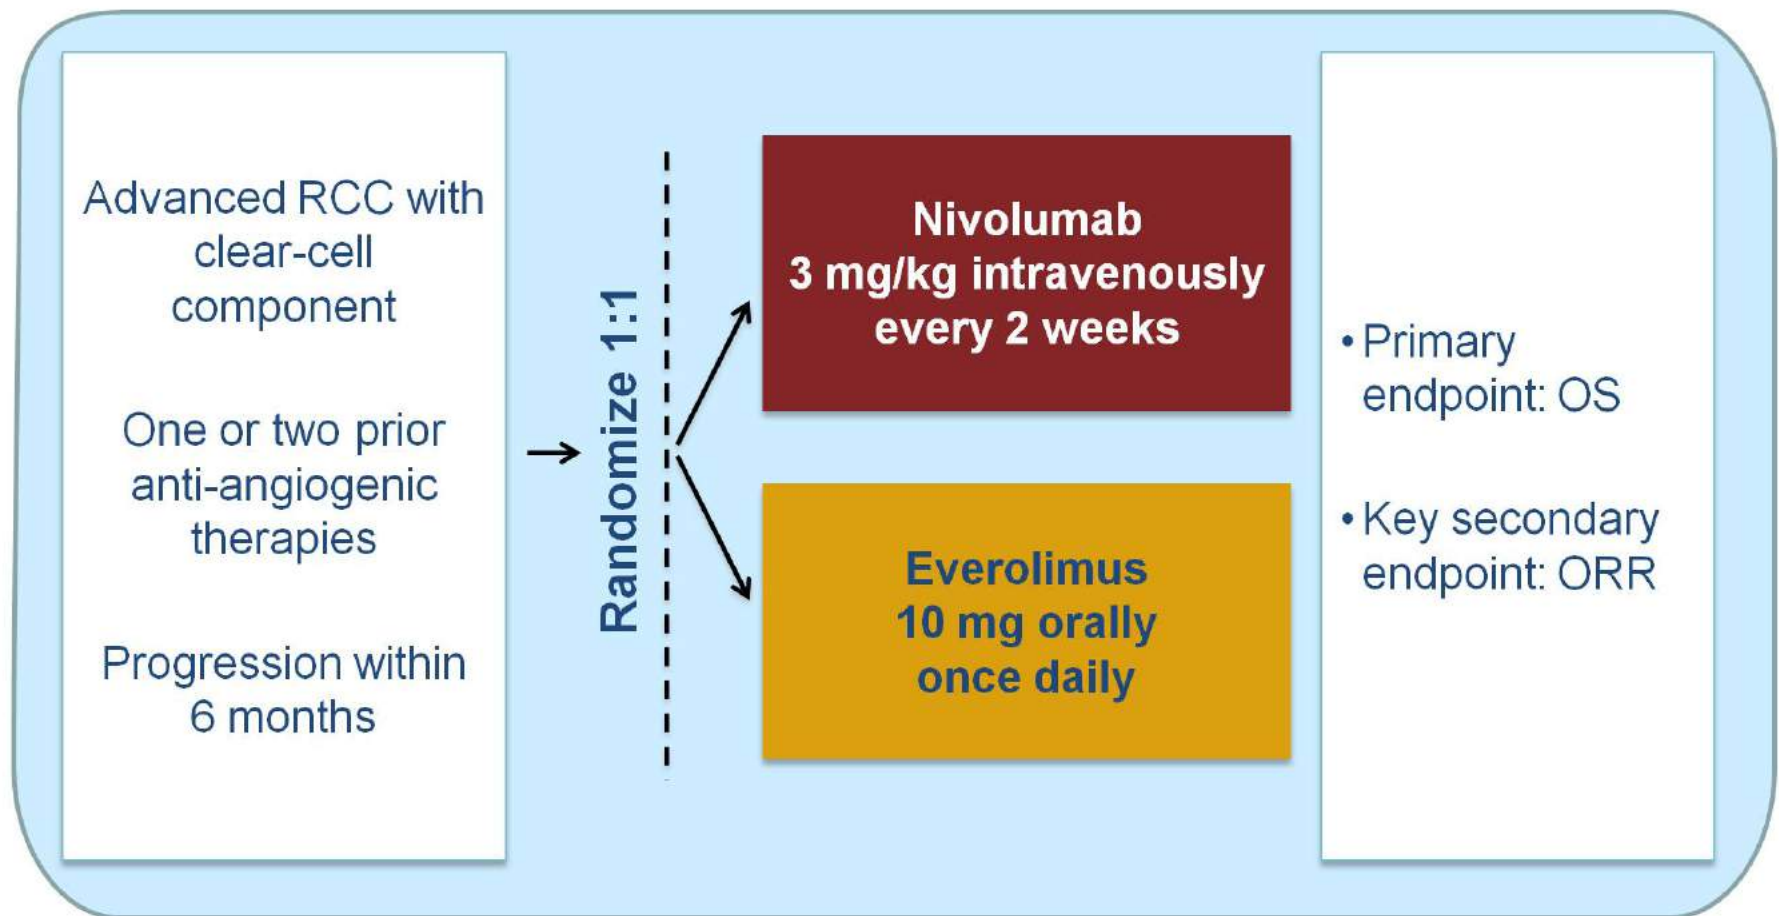 Advanced RCC with
clear-cell
component
One or two prior
anti-angiogenic
therapies
Progression within
6 months
Randomize 1:1
Nivolumab
3 mg/kg intravenously
every 2 weeks
Everolimus
10 mg orally
once daily
• Primary
endpoint: OS
• Key secondary
endpoint: ORR